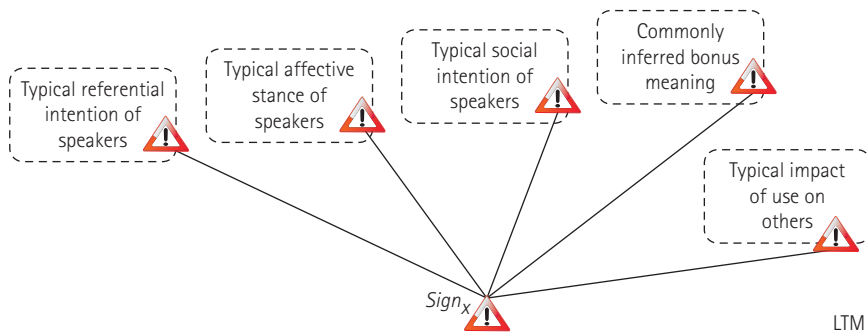 Typical referential
intention of
speakers
Typical affective
stance of
speakers
Typical social
intention of
speakers
Commonly
inferred bonus
meaning
Typical impact
of use on
others
Signx
LTM